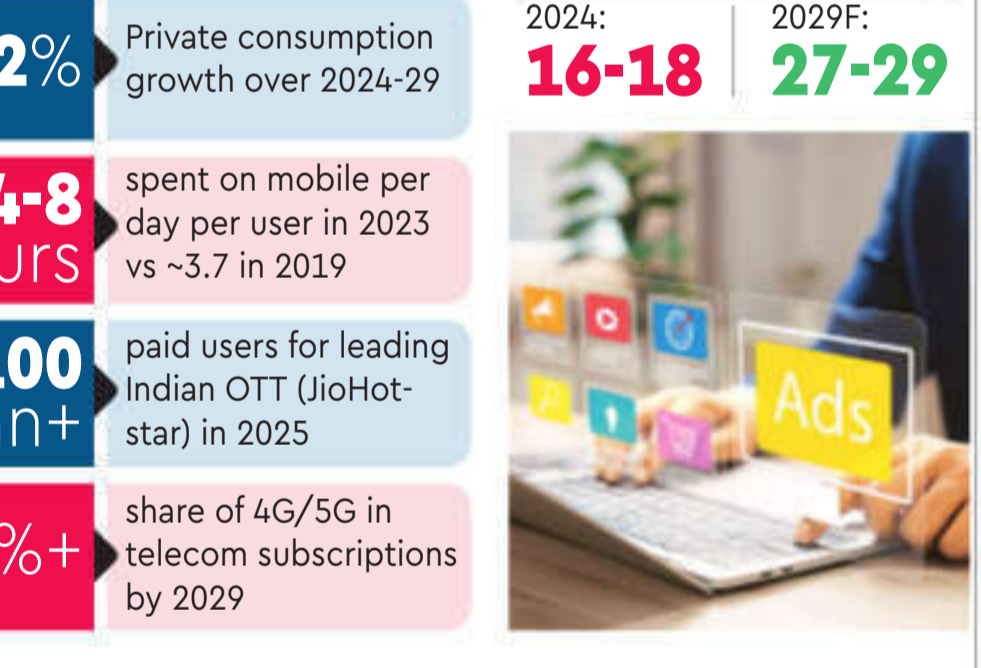 2%
Private consumption
growth over 2024-29
4-8
urs
spent on mobile per
day per user in 2023
vs ~3.7 in 2019
00
n+
paid users for leading
Indian OTT (JioHot-
star) in 2025
%+
share of 4G/5G in
telecom subscriptions
by 2029
2024:
16-18
2029F:
27-29
Ads